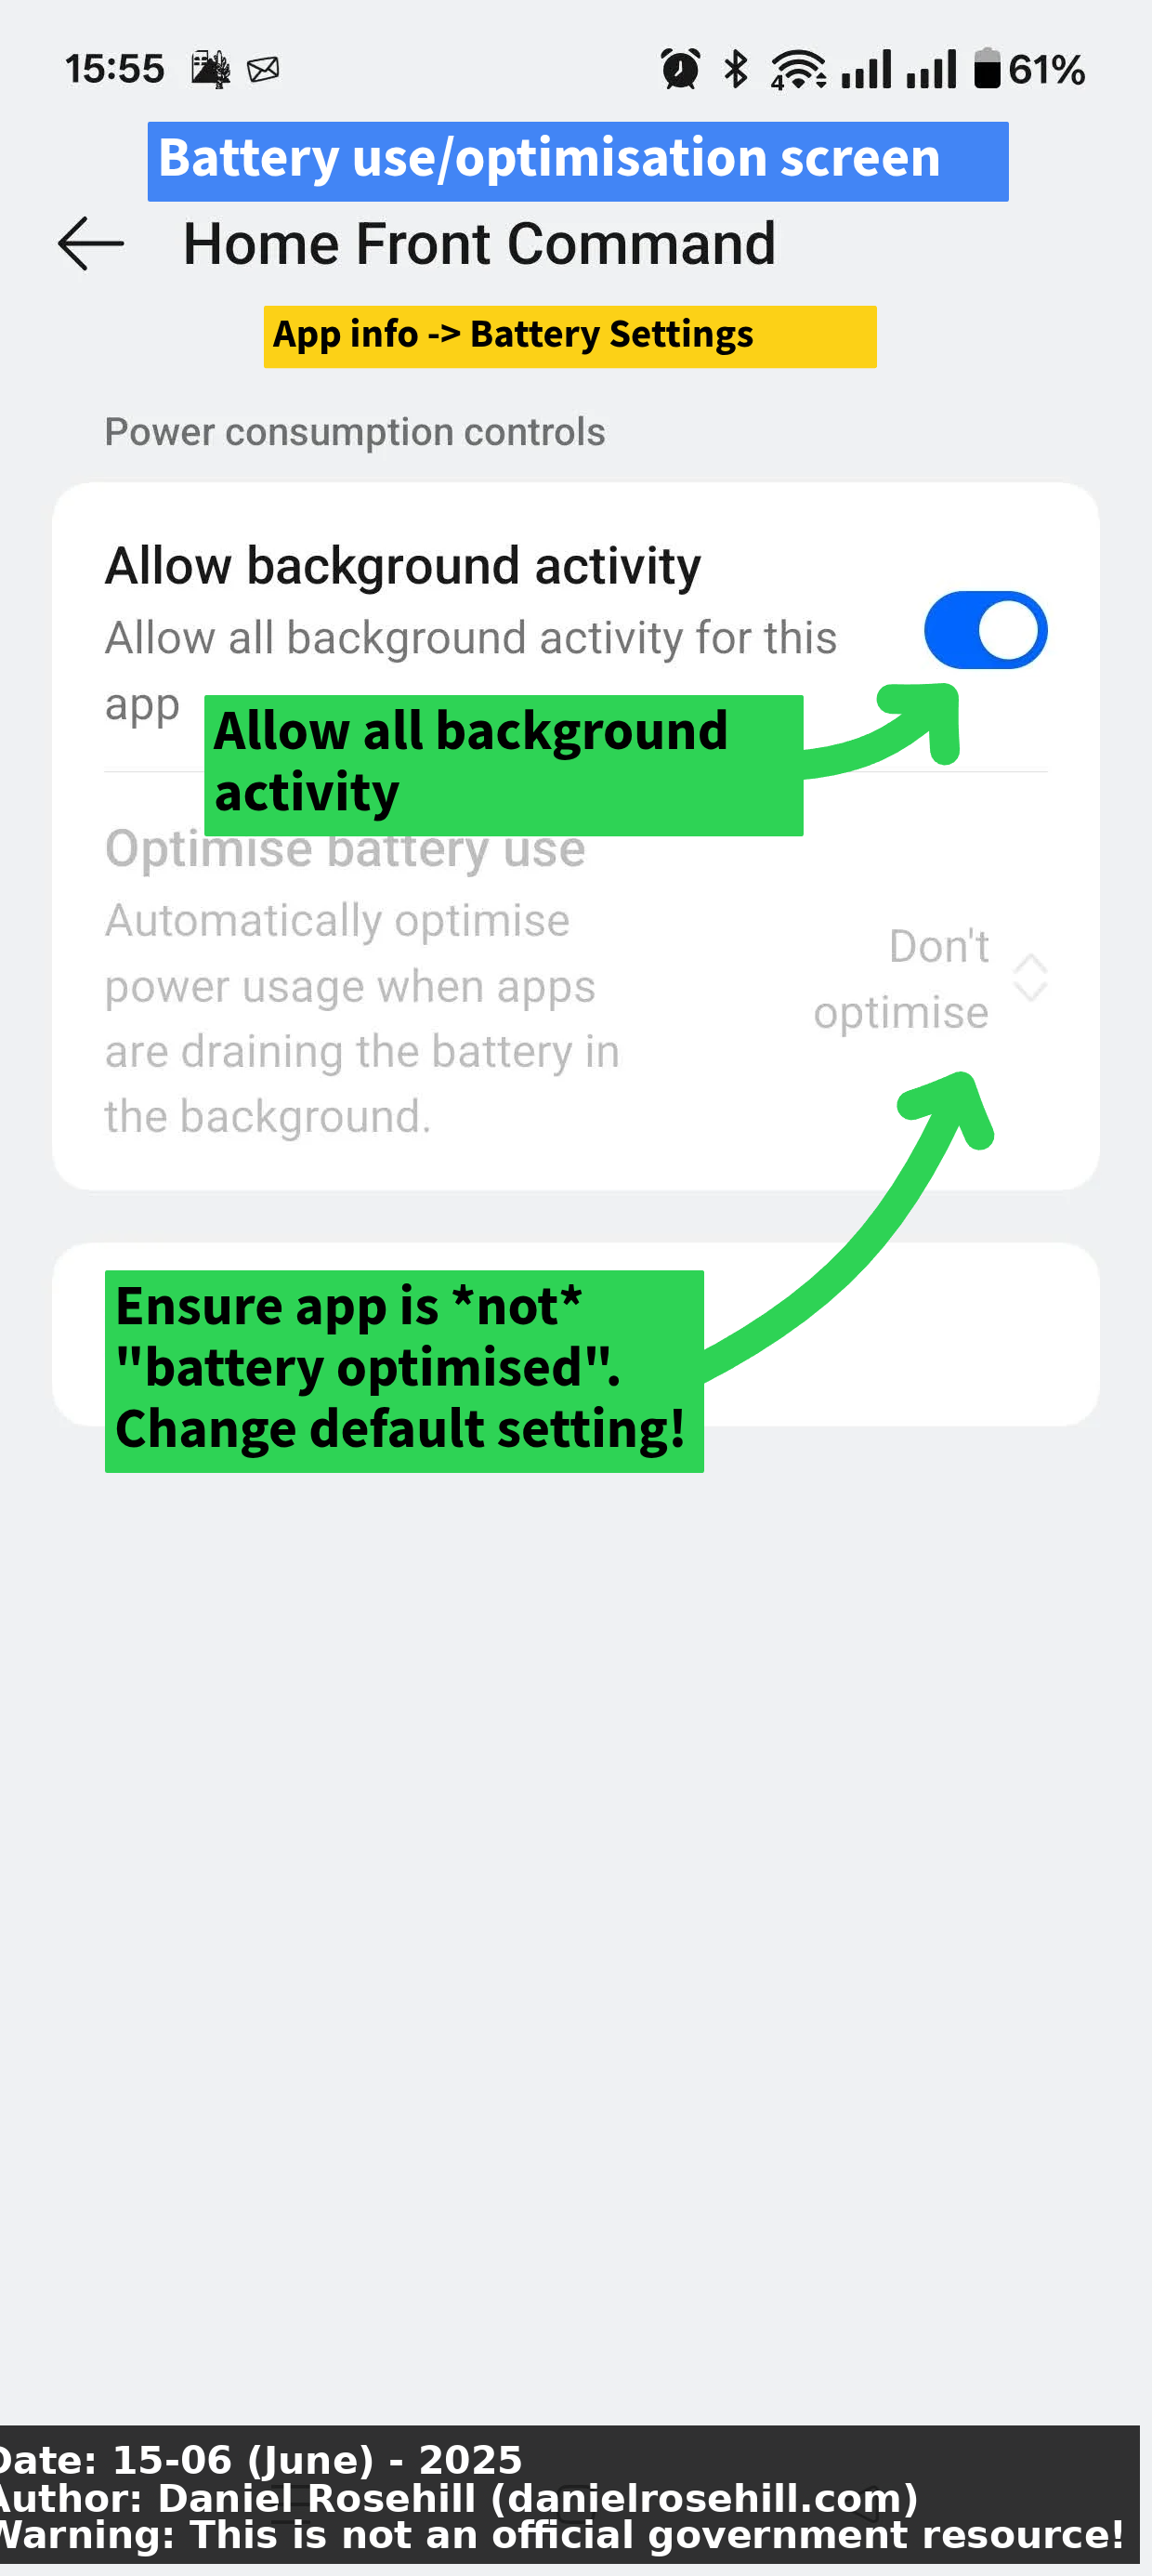 15:55
4
61%
Battery use/optimisation screen
Home Front Command
App info -> Battery Settings
Power consumption controls
Allow background activity
Allow all background activity for this
app
Allow all background
activity
Optimise battery use
Automatically optimise
power usage when apps
are draining the battery in
the background.
Don't
optimise
Ensure app is *not*
"battery optimised".
Change default setting!
Date: 15-06 (June) - 2025
Author: Daniel Rosehill (danielrosehill.com)
Warning: This is not an official government resource!